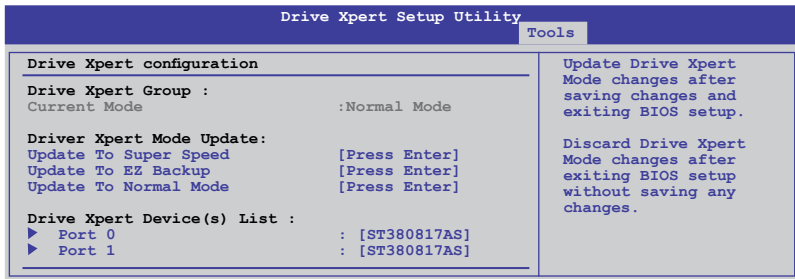 Drive Xpert Setup Utility
Tools
Drive Xpert configuration
Drive Xpert Group :
Current Mode :Normal Mode
Driver Xpert Mode Update:
Update To Super Speed [Press Enter]
Update To EZ Backup [Press Enter]
Update To Normal Mode [Press Enter]
Drive Xpert Device(s) List :
Port 0 : [ST380817AS]
Port 1 : [ST380817AS]
Update Drive Xpert
Mode changes after
saving changes and
exiting BIOS setup.
Discard Drive Xpert
Mode changes after
exiting BIOS setup
without saving any
changes.